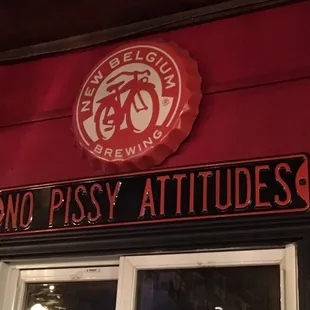 NEW BELGIUM
®
BREWING
NO PISSY ATTITUDES